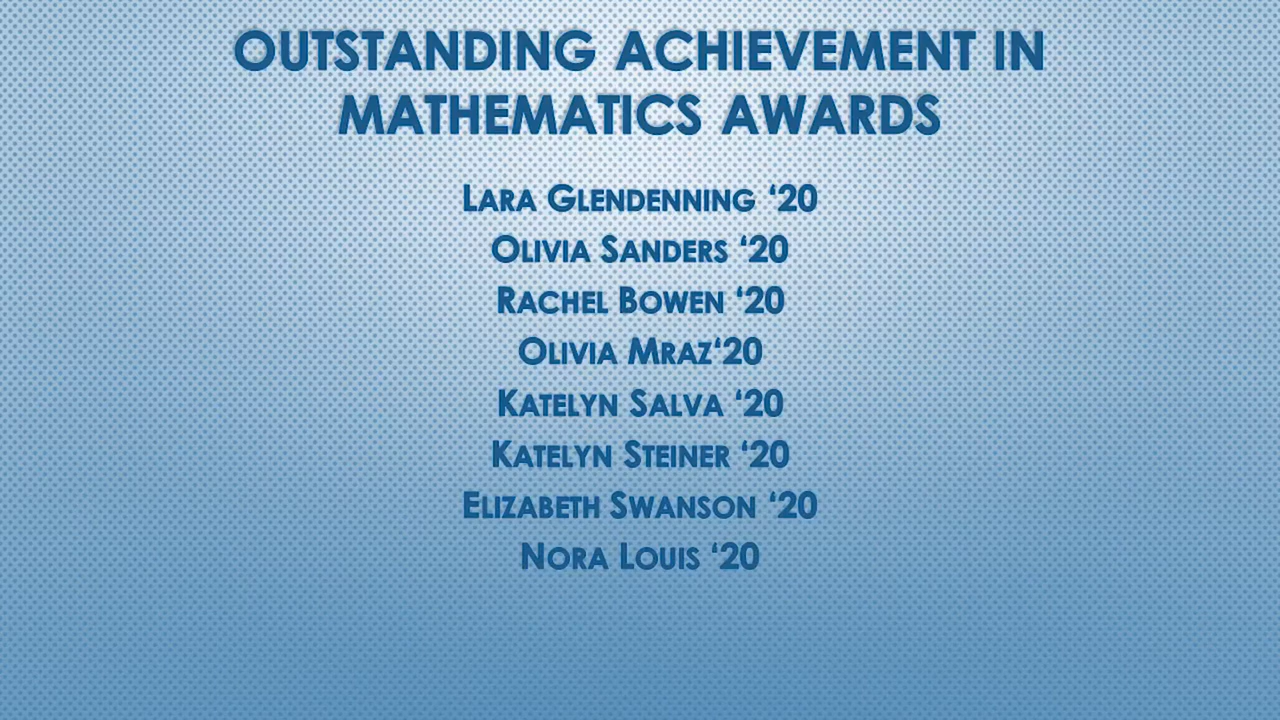 OUTSTANDING ACHIEVEMENT IN
MATHEMATICS AWARDS
LARA GLENDENNING ‘20
OLIVIA SANDERS ‘20
RACHEL BOWEN ‘20
OLIVIA MRAZ‘20
KATELYN SALVA ‘20
KATELYN STEINER ‘20
ELIZABETH SWANSON ‘20
NORA LOUIS ‘20